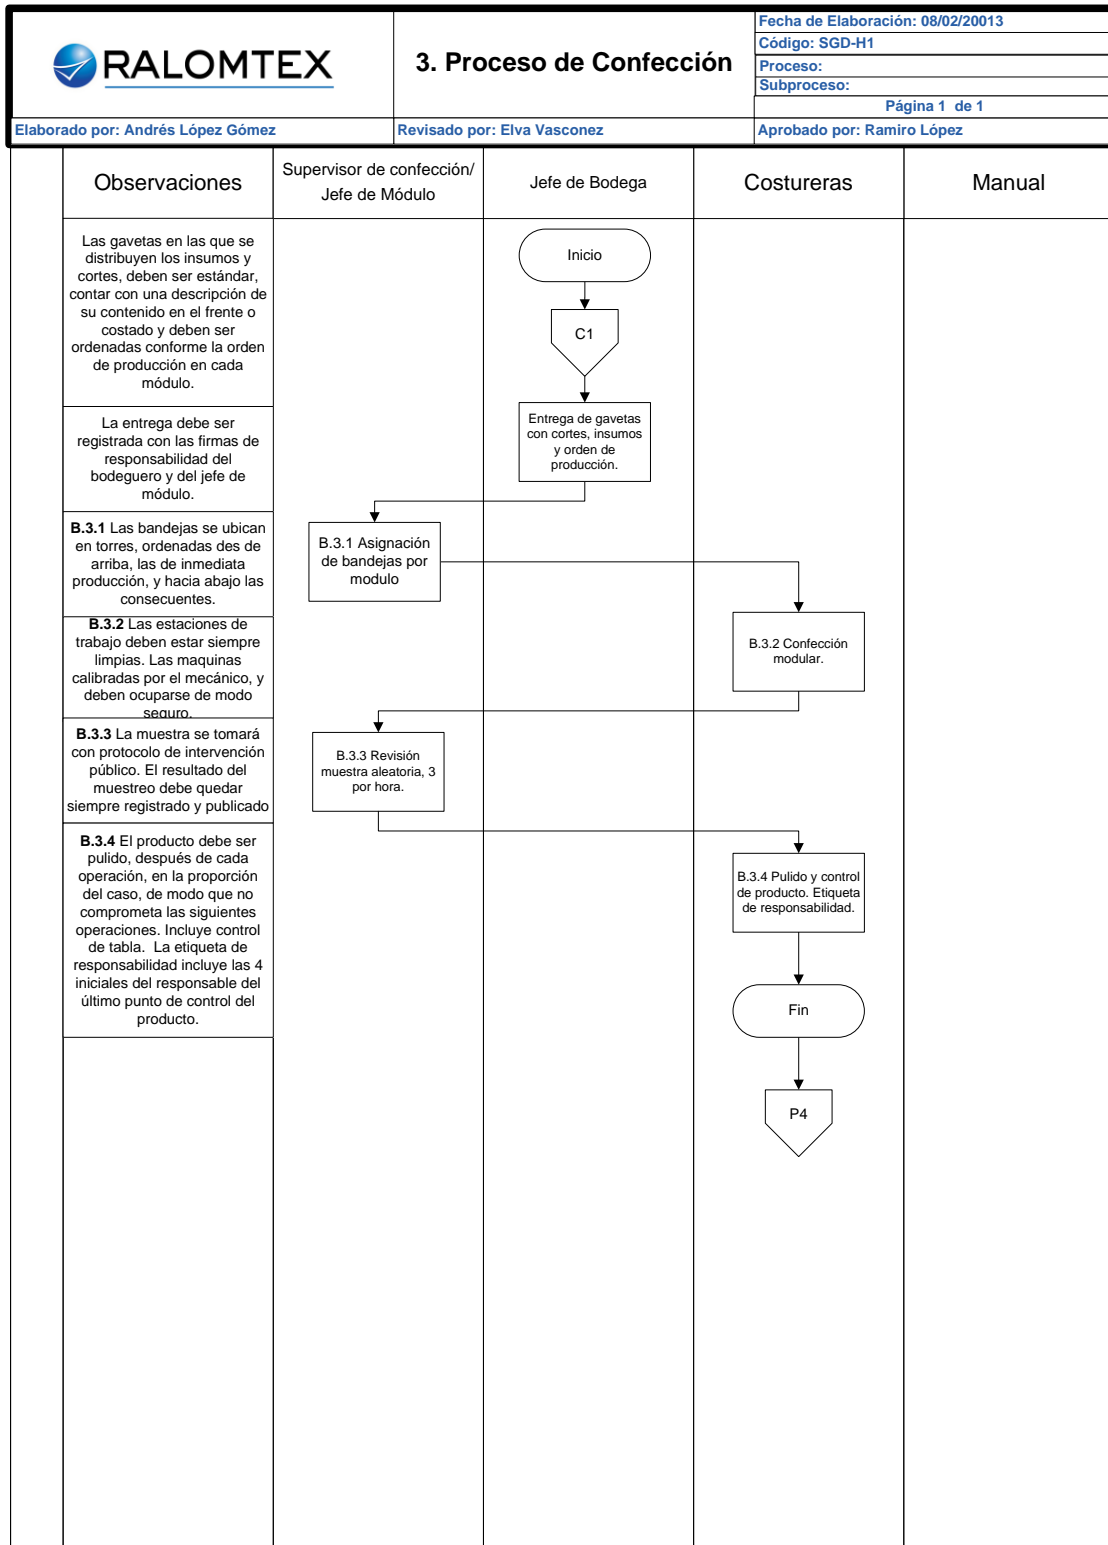 RALOMTEX
3. Proceso de Confección
Fecha de Elaboración: 08/02/20013
Código: SGD-H1
Proceso:
Subproceso:
Página 1  de 1
Elaborado por: Andrés López Gómez
Revisado por: Elva Vasconez
Aprobado por: Ramiro López
Observaciones
Supervisor de confección/
Jefe de Módulo
Jefe de Bodega
Costureras
Manual
Las gavetas en las que se
distribuyen los insumos y
cortes, deben ser estándar,
contar con una descripción de
su contenido en el frente o
costado y deben ser
ordenadas conforme la orden
de producción en cada
módulo.
La entrega debe ser
registrada con las firmas de
responsabilidad del
bodeguero y del jefe de
módulo.
B.3.1 Las bandejas se ubican
en torres, ordenadas des de
arriba, las de inmediata
producción, y hacia abajo las
consecuentes.
B.3.2 Las estaciones de
trabajo deben estar siempre
limpias. Las maquinas
calibradas por el mecánico, y
deben ocuparse de modo
seguro.
B.3.3 La muestra se tomará
con protocolo de intervención
público. El resultado del
muestreo debe quedar
siempre registrado y publicado
B.3.4 El producto debe ser
pulido, después de cada
operación, en la proporción
del caso, de modo que no
comprometa las siguientes
operaciones. Incluye control
de tabla.  La etiqueta de
responsabilidad incluye las 4
iniciales del responsable del
último punto de control del
producto.
Inicio
C1
Entrega de gavetas
con cortes, insumos
y orden de
producción.
B.3.1 Asignación
de bandejas por
modulo
B.3.2 Confección
modular.
B.3.3 Revisión
muestra aleatoria, 3
por hora.
B.3.4 Pulido y control
de producto. Etiqueta
de responsabilidad.
Fin
P4